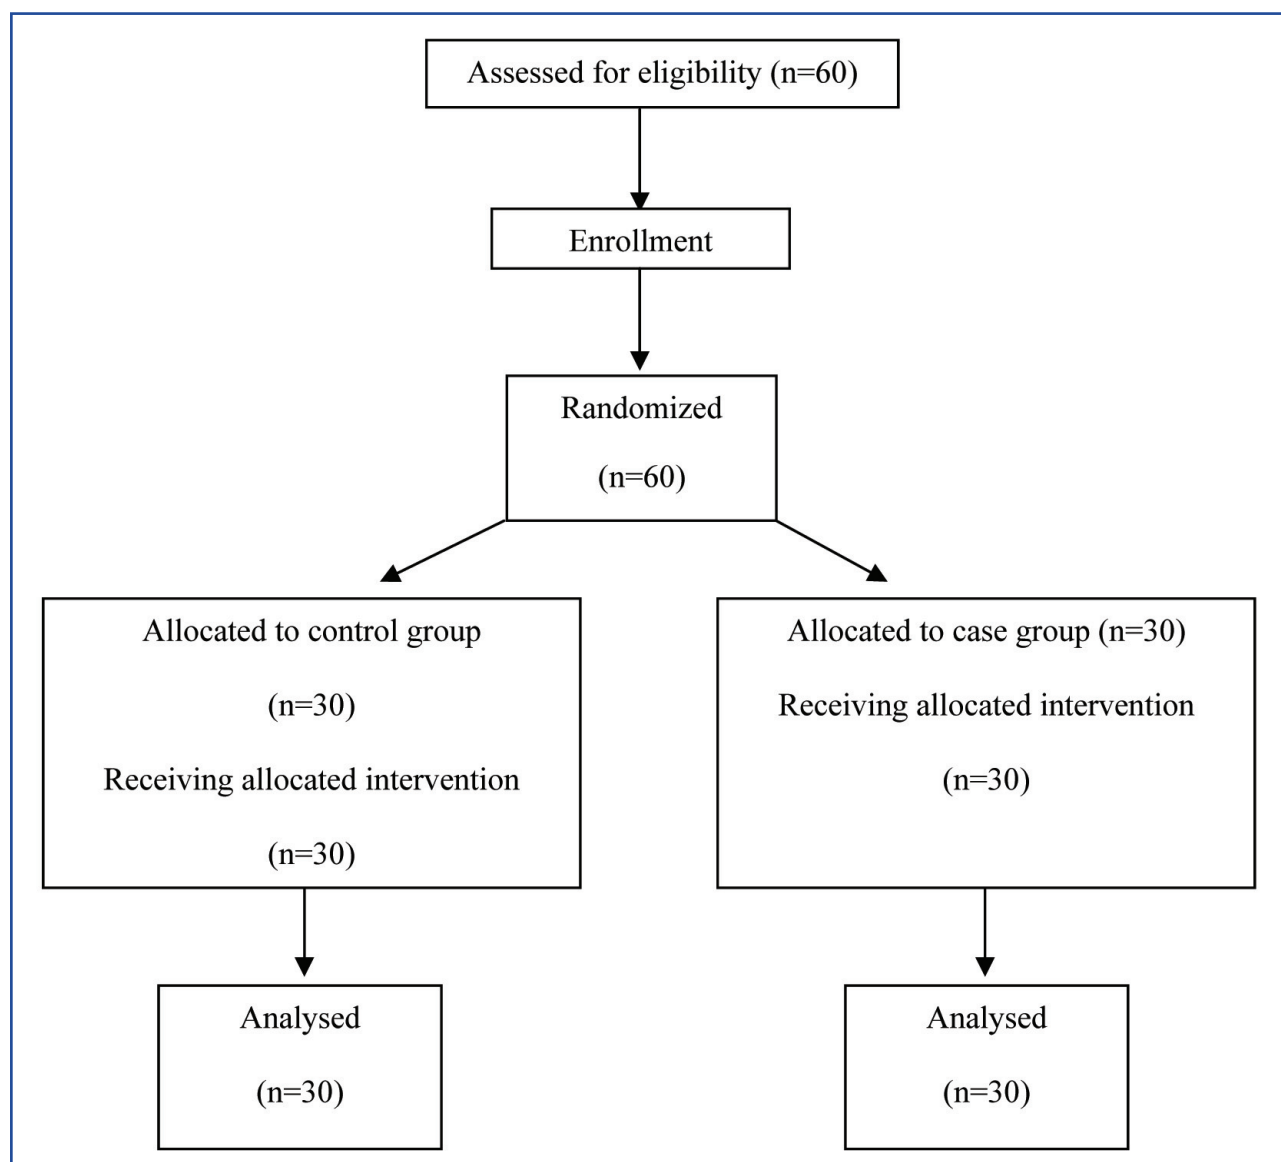 Assessed for eligibility (n=60)
Enrollment
Randomized
(n=60)
Allocated to control group
(n=30)
Receiving allocated intervention
(n=30)
Allocated to case group (n=30)
Receiving allocated intervention
(n=30)
Analysed
(n=30)
Analysed
(n=30)